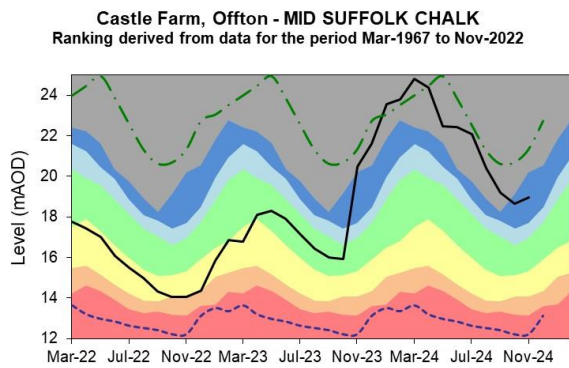 Castle Farm, Offton - MID SUFFOLK CHALK
Ranking derived from data for the period Mar-1967 to Nov-2022
Level (mAOD)
24
22
20
18
16
14
12
Mar-22 Jul-22 Nov-22 Mar-23 Jul-23 Nov-23 Mar-24 Jul-24 Nov-24